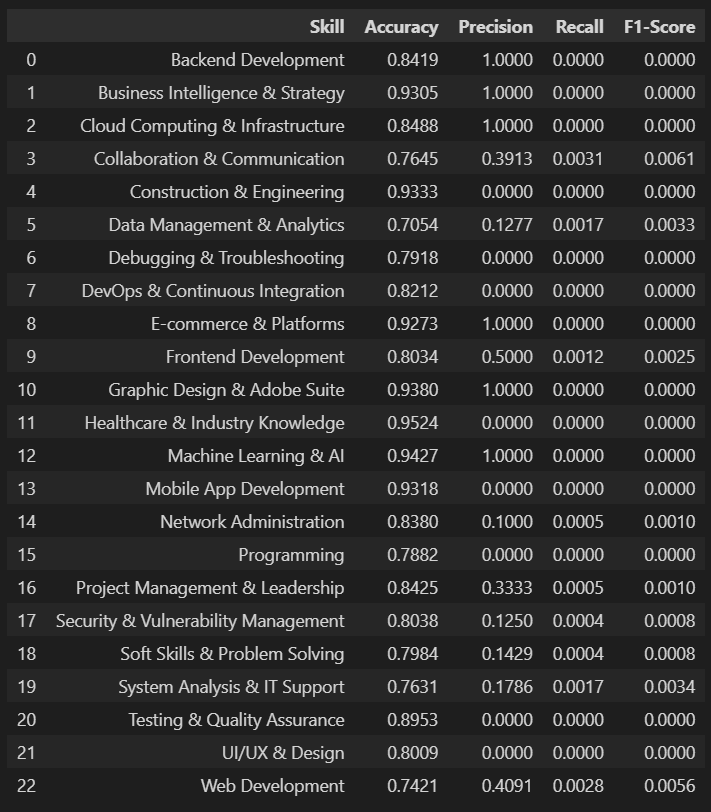 Skill Accuracy Precision Recall F1-Score
0 Backend Development 0.8419 1.0000 0.0000 0.0000
1 Business Intelligence & Strategy 0.9305 1.0000 0.0000 0.0000
2 Cloud Computing & Infrastructure 0.8488 1.0000 0.0000 0.0000
3 Collaboration & Communication 0.7645 0.3913 0.0031 0.0061
4 Construction & Engineering 0.9333 0.0000 0.0000 0.0000
5 Data Management & Analytics 0.7054 0.1277 0.0017 0.0033
6 Debugging & Troubleshooting 0.7918 0.0000 0.0000 0.0000
7 DevOps & Continuous Integration 0.8212 0.0000 0.0000 0.0000
8 E-commerce & Platforms 0.9273 1.0000 0.0000 0.0000
9 Frontend Development 0.8034 0.5000 0.0012 0.0025
10 Graphic Design & Adobe Suite 0.9380 1.0000 0.0000 0.0000
11 Healthcare & Industry Knowledge 0.9524 0.0000 0.0000 0.0000
12 Machine Learning & AI 0.9427 1.0000 0.0000 0.0000
13 Mobile App Development 0.9318 0.0000 0.0000 0.0000
14 Network Administration 0.8380 0.1000 0.0005 0.0010
15 Programming 0.7882 0.0000 0.0000 0.0000
16 Project Management & Leadership 0.8425 0.3333 0.0005 0.0010
17 Security & Vulnerability Management 0.8038 0.1250 0.0004 0.0008
18 Soft Skills & Problem Solving 0.7984 0.1429 0.0004 0.0008
19 System Analysis & IT Support 0.7631 0.1786 0.0017 0.0034
20 Testing & Quality Assurance 0.8953 0.0000 0.0000 0.0000
21 UI/UX & Design 0.8009 0.0000 0.0000 0.0000
22 Web Development 0.7421 0.4091 0.0028 0.0056